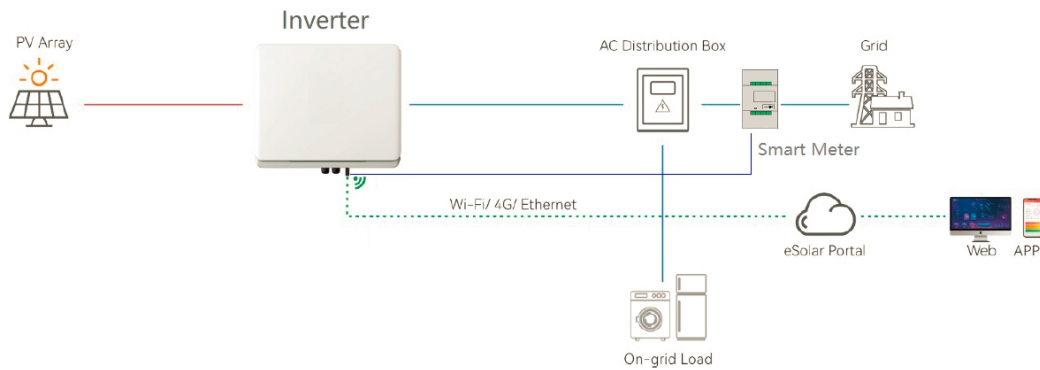 Inverter
PV Array
AC Distribution Box
Grid
Smart Meter
Wi-Fi/ 4G/ Ethernet
eSolar Portal
Web
APP
On-grid Load